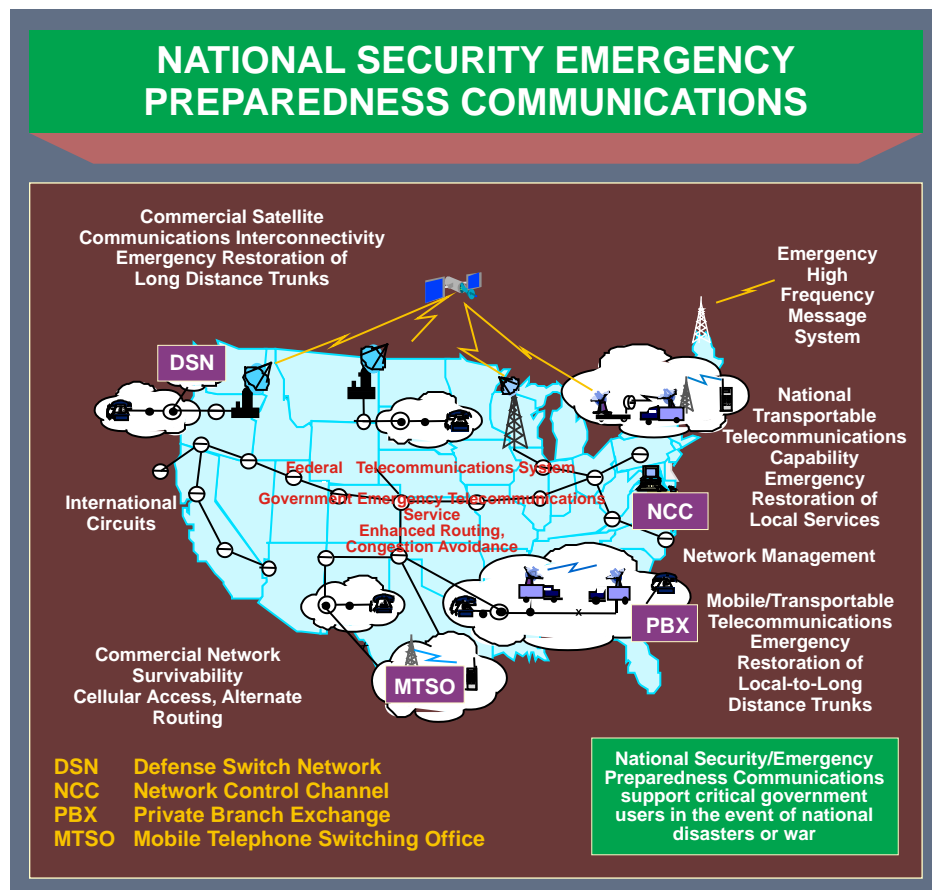 NATIONAL SECURITY EMERGENCY
PREPAREDNESS COMMUNICATIONS
Commercial Satellite
Communications Interconnectivity
Emergency Restoration of
Long Distance Trunks
Emergency
High
Frequency
Message
System
DSN
National
Transportable
Telecommunications
Capability
Emergency
Restoration of
Local Services
Federal Telecommunications System
Government Emergency Telecommunications
Service
Enhanced Routing,
Congestion Avoidance
International
Circuits
NCC
Network Management
x
PBX
Mobile/Transportable
Telecommunications
Emergency
Restoration of
Local-to-Long
Distance Trunks
Commercial Network
Survivability
Cellular Access, Alternate
Routing
MTSO
DSN Defense Switch Network
NCC Network Control Channel
PBX Private Branch Exchange
MTSO Mobile Telephone Switching Office
National Security/Emergency
Preparedness Communications
support critical government
users in the event of national
disasters or war